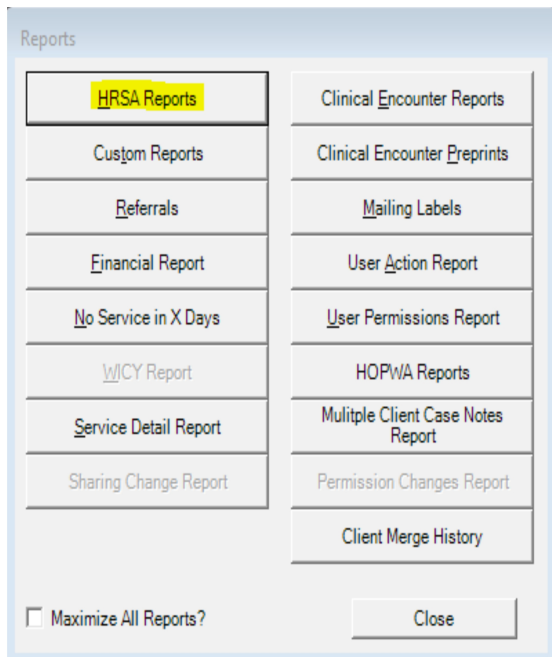 Reports
HRSA Reports
Custom Reports
Referrals
Financial Report
No Service in X Days
WICY Report
Service Detail Report
Sharing Change Report
Clinical Encounter Reports
Clinical Encounter Preprints
Mailing Labels
User Action Report
User Permissions Report
HOPWA Reports
Mulitple Client Case Notes
Report
Permission Changes Report
Client Merge History
Maximize All Reports?
Close